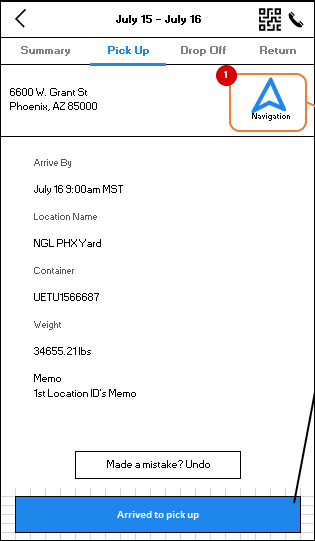 July 15 - July 16
Summary
Pick Up
Drop Off
Return
6600 W. Grant St
Phoenix, AZ 85000
1
Navigation
Arrive By
July 16 9:00am MST
Location Name
NGL PHX Yard
Container
UETU1566687
Weight
34655.21 lbs
Memo
1st Location ID's Memo
Made a mistake? Undo
Arrived to pick up